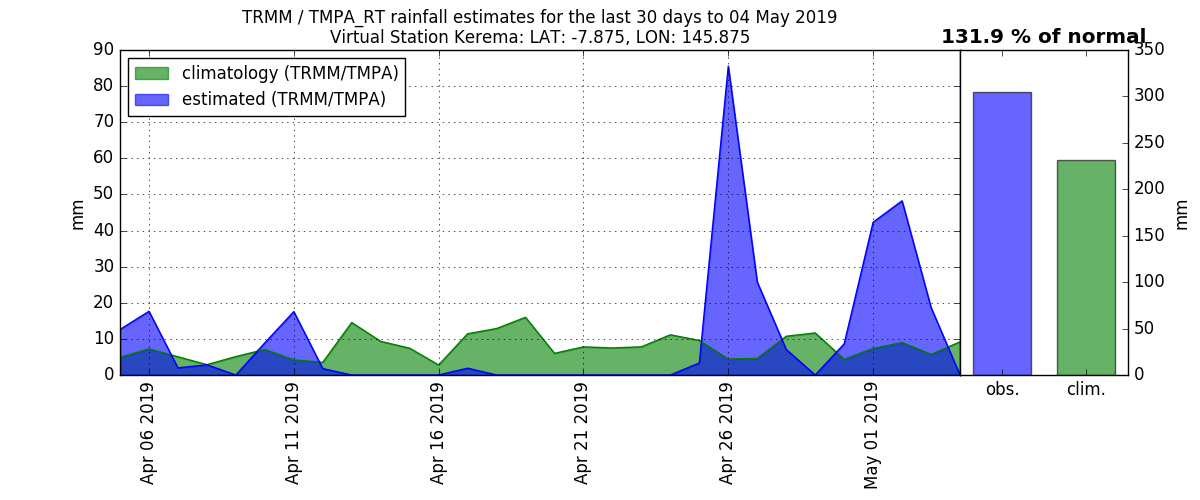 TRMM / TMPA_RT rainfall estimates for the last 30 days to 04 May 2019
Virtual Station Kerema: LAT: -7.875, LON: 145.875
131.9 % of normal
climatology (TRMM/TMPA)
estimated (TRMM/TMPA)
90
80
70
60
50
40
30
20
10
0
mm
350
300
250
200
150
100
50
0
mm
Apr 06 2019
Apr 11 2019
Apr 16 2019
Apr 21 2019
Apr 26 2019
May 01 2019
obs.
clim.